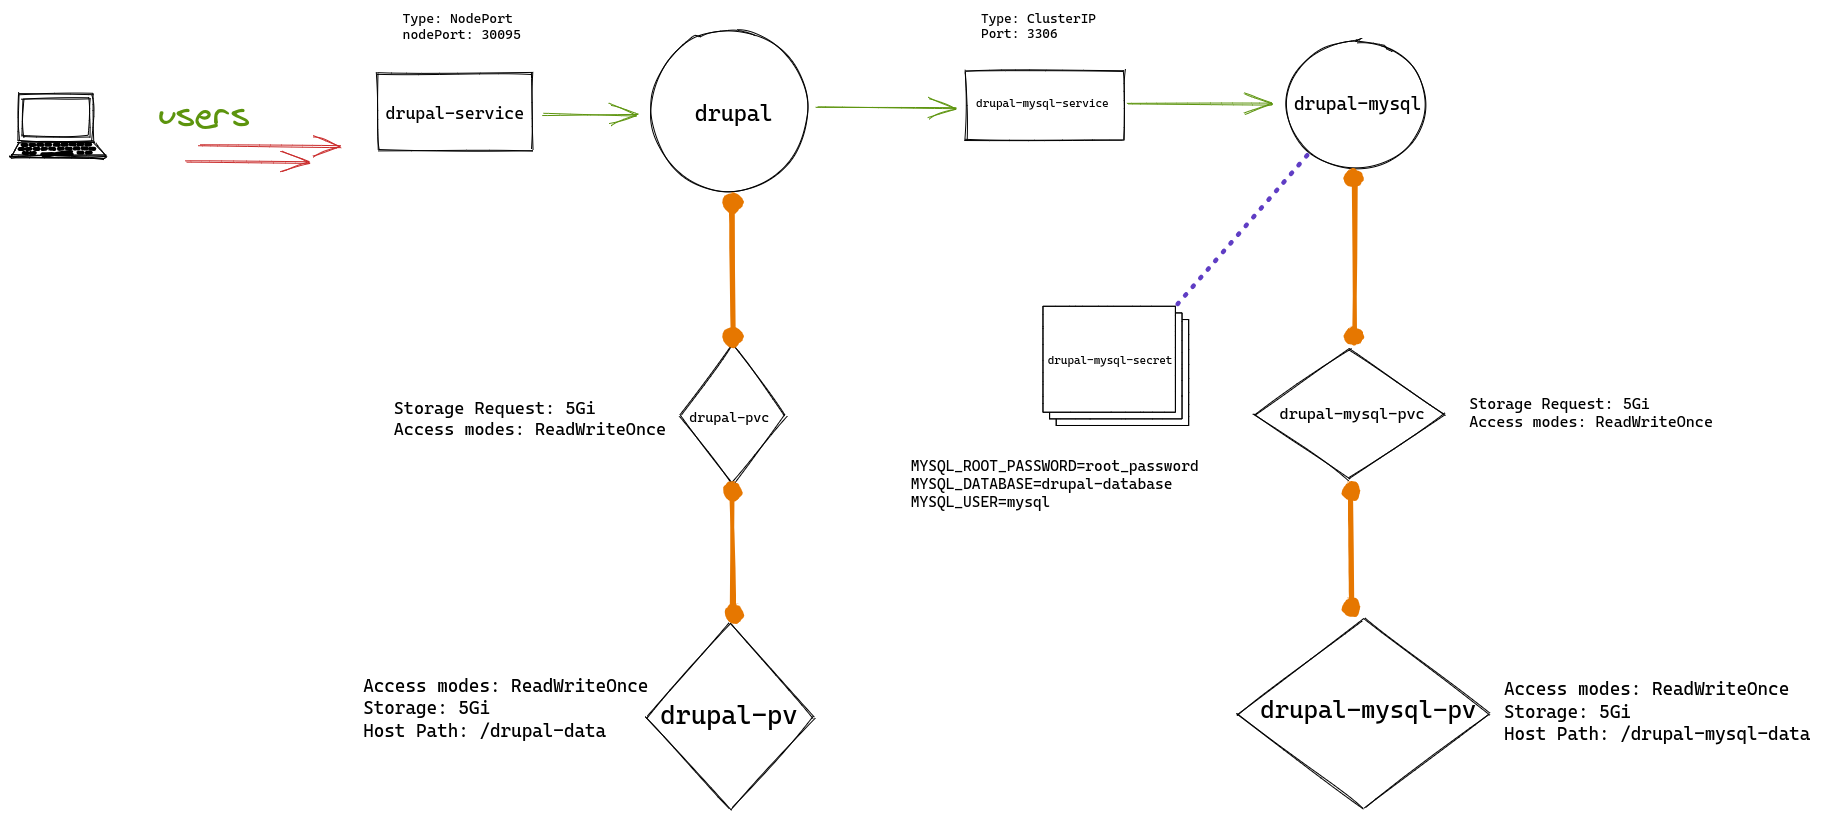 Type: NodePort
nodePort: 30095
Type: ClusterIP
Port: 3306
users
drupal-service
drupal
drupal-mysql-service
drupal-mysql
drupal-mysql-secret
Storage Request: 5Gi
Access modes: ReadWriteOnce
drupal-pvc
drupal-mysql-pvc
Storage Request: 5Gi
Access modes: ReadWriteOnce
MYSQL_ROOT_PASSWORD=root_password
MYSQL_DATABASE=drupal-database
MYSQL_USER=mysql
Access modes: ReadWriteOnce
Storage: 5Gi
Host Path: /drupal-data
drupal-pv
drupal-mysql-pv
Access modes: ReadWriteOnce
Storage: 5Gi
Host Path: /drupal-mysql-data